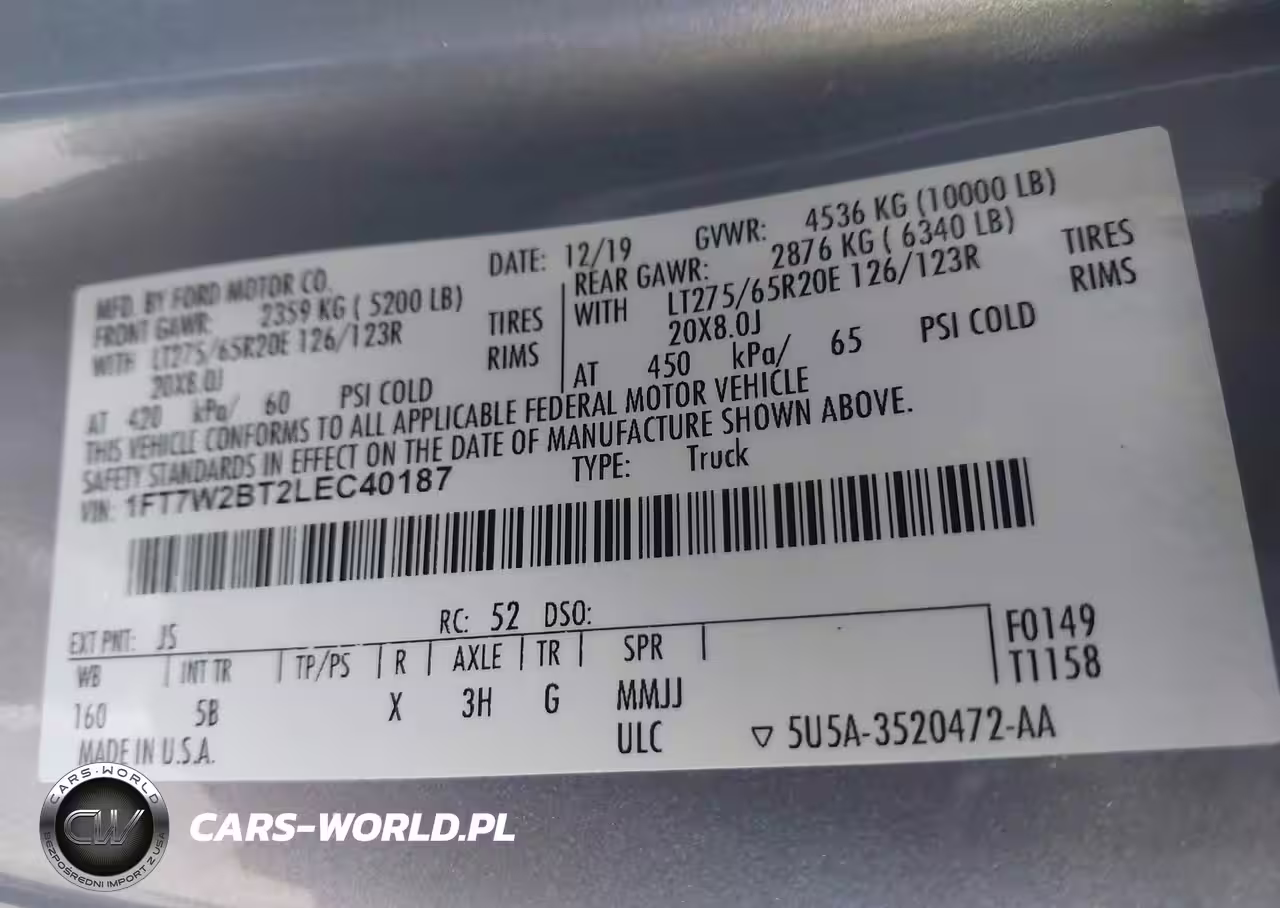 MFD. BY FORD MOTOR CO. DATE: 12/19 GVWR: 4536 KG (10000 LB)
FRONT GAWR: 2359 KG ( 5200 LB) REAR GAWR: 2876 KG ( 6340 LB)
WITH LT275/65R20E 126/123R TIRES WITH LT275/65R20E 126/123R TIRES
20X8.0J RIMS 20X8.0J RIMS
AT 420 kPa/ 60 PSI COLD AT 450 kPa/ 65 PSI COLD
THIS VEHICLE CONFORMS TO ALL APPLICABLE FEDERAL MOTOR VEHICLE
SAFETY STANDARDS IN EFFECT ON THE DATE OF MANUFACTURE SHOWN ABOVE.
VIN: 1FT7W2BT2LEC40187 TYPE: Truck
EXT PNT: JS RC: 52 DSO:
WB INT TR TP/PS R AXLE TR SPR F0149
160 5B X 3H G MMJJ T1158
MADE IN U.S.A. ULC ▽ 5U5A-3520472-AA
CARS-WORLD
CW
BEZPOŚREDNI IMPORT Z USA
CARS-WORLD.PL